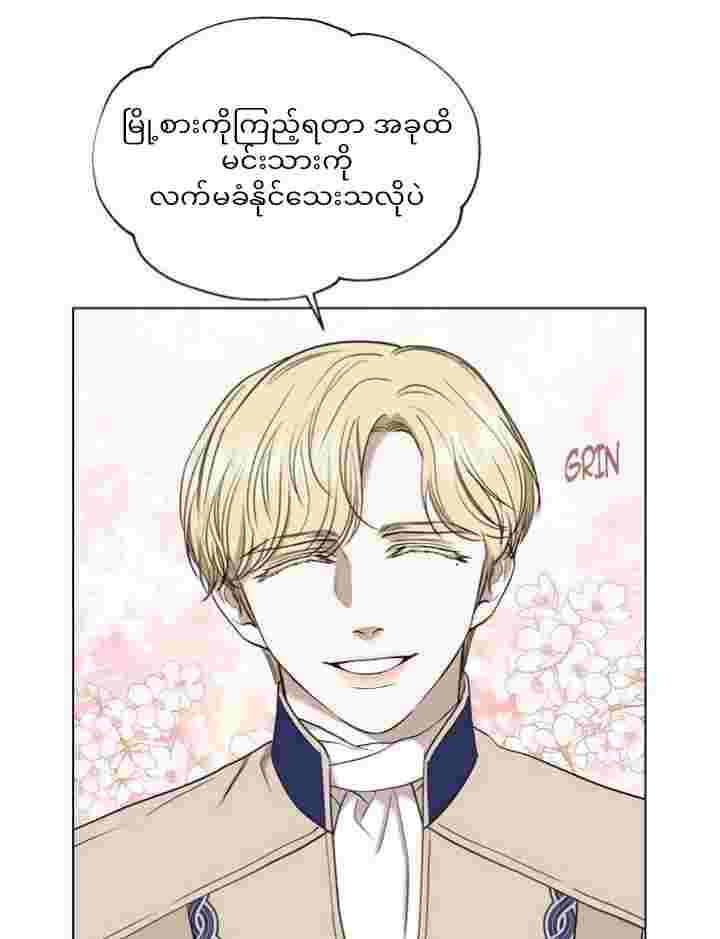 မြို့စားကိုကြည့်ရတာ အခုထိ
မင်းသားကို
လက်မခံနိုင်သေးသလိုပဲ
GRIN